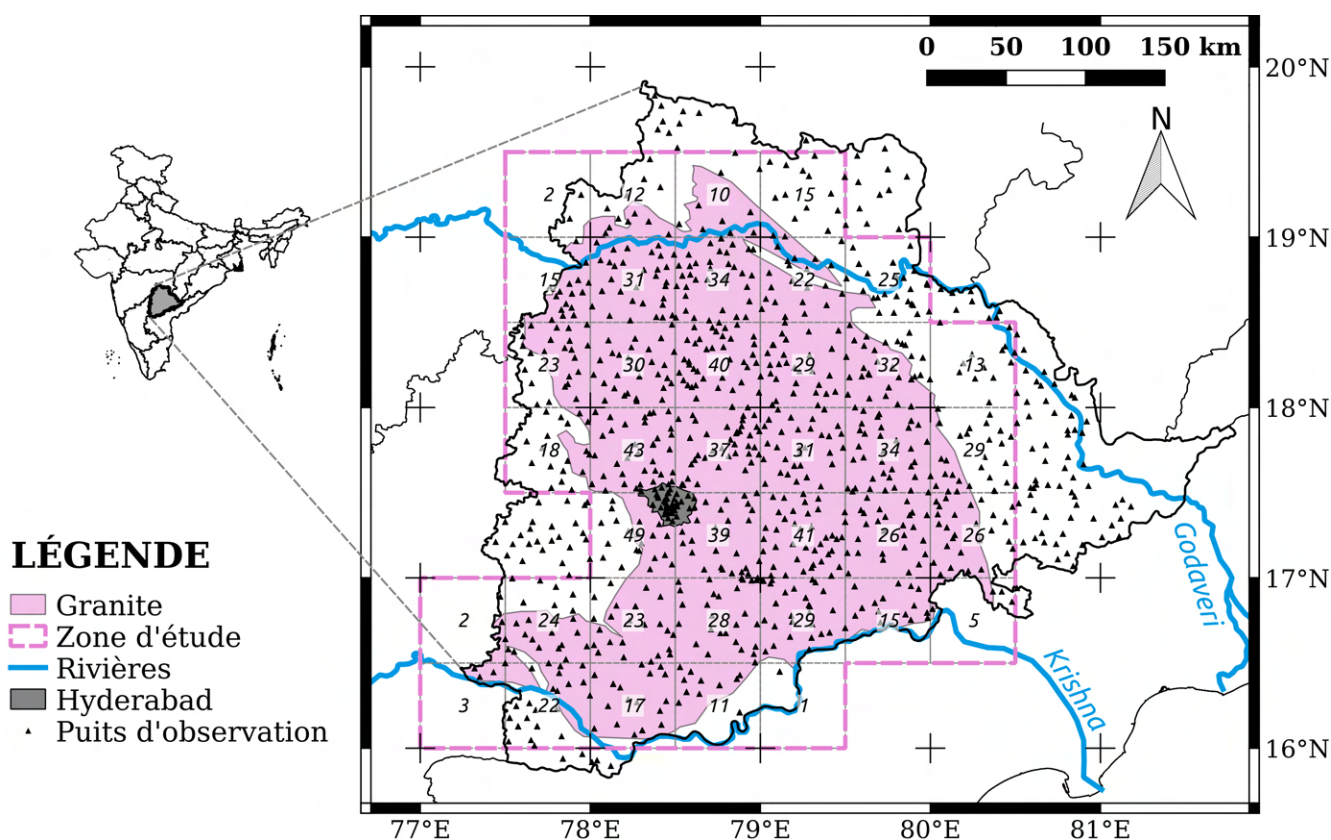 0 50 100 150 km
20°N
N
2 12 10 15
19°N
15 31 34 22 25
23 30 40 29 32 13
18°N
18 43 37 31 34 29
49 39 41 26 26
Godaveri
LÉGENDE
17°N
Granite
2 24 23 28 29 15 5
Zone d'étude
Rivières
Krishna
Hyderabad
3 22 17 11 1
Puits d'observation
16°N
77°E 78°E 79°E 80°E 81°E